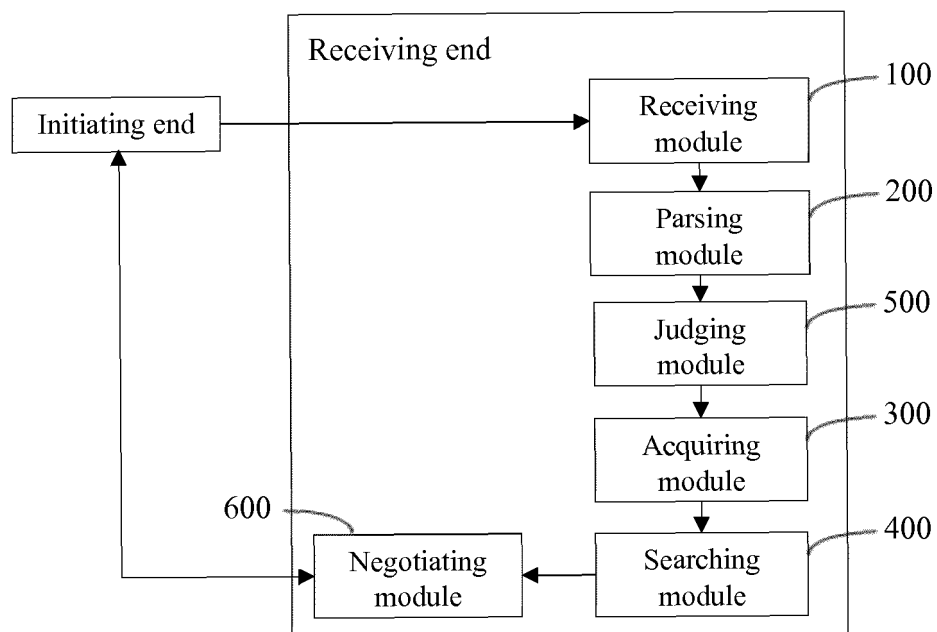 Receiving end
100
Initiating end
Receiving
module
200
Parsing
module
500
Judging
module
300
Acquiring
module
600
400
Negotiating
module
Searching
module